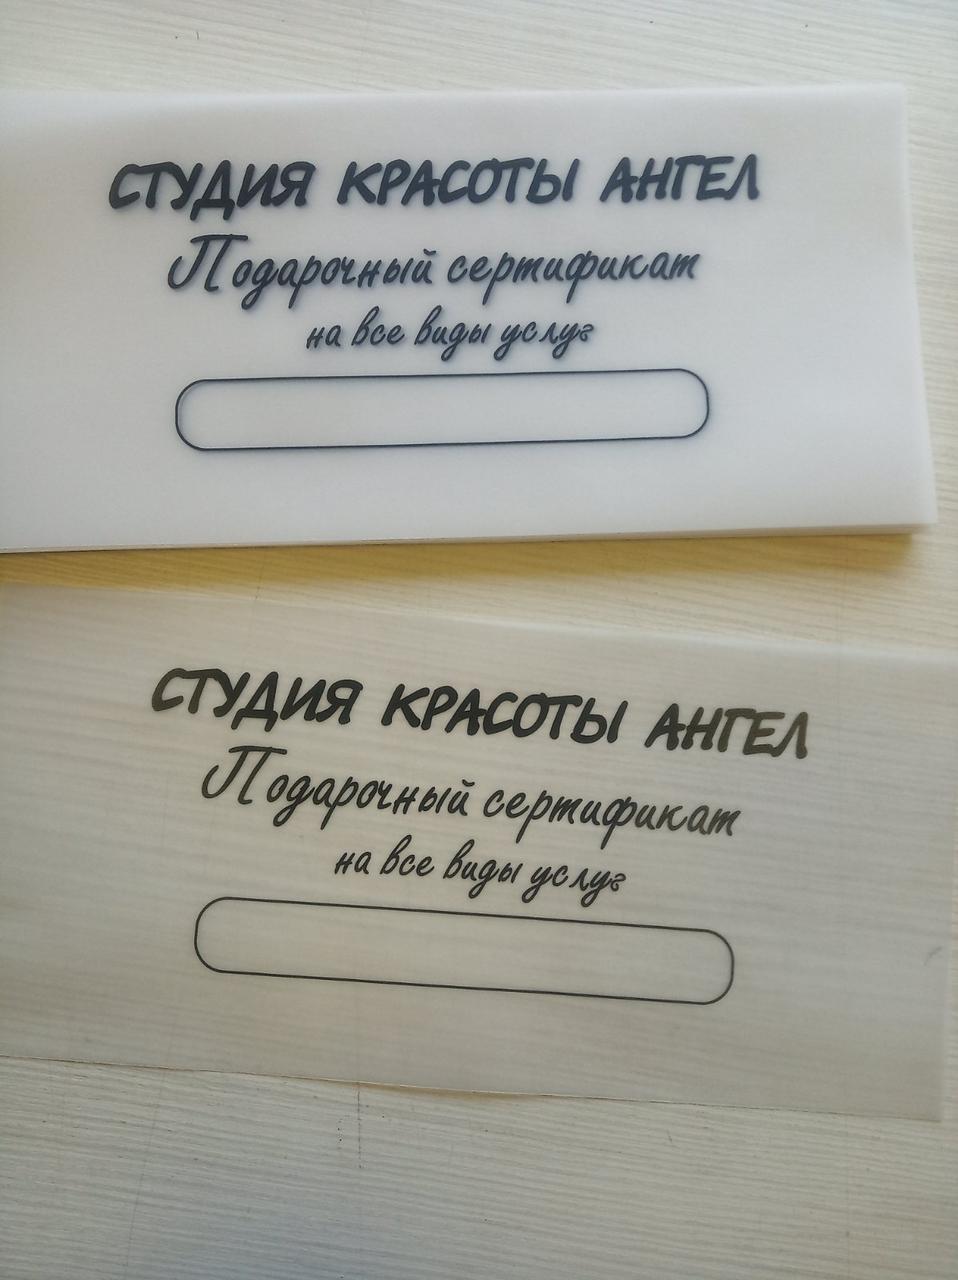 СТУДИЯ КРАСОТЫ АНГЕЛ
Подарочный сертификат
на все виды услуг
СТУДИЯ КРАСОТЫ АНГЕЛ
Подарочный сертификат
на все виды услуг